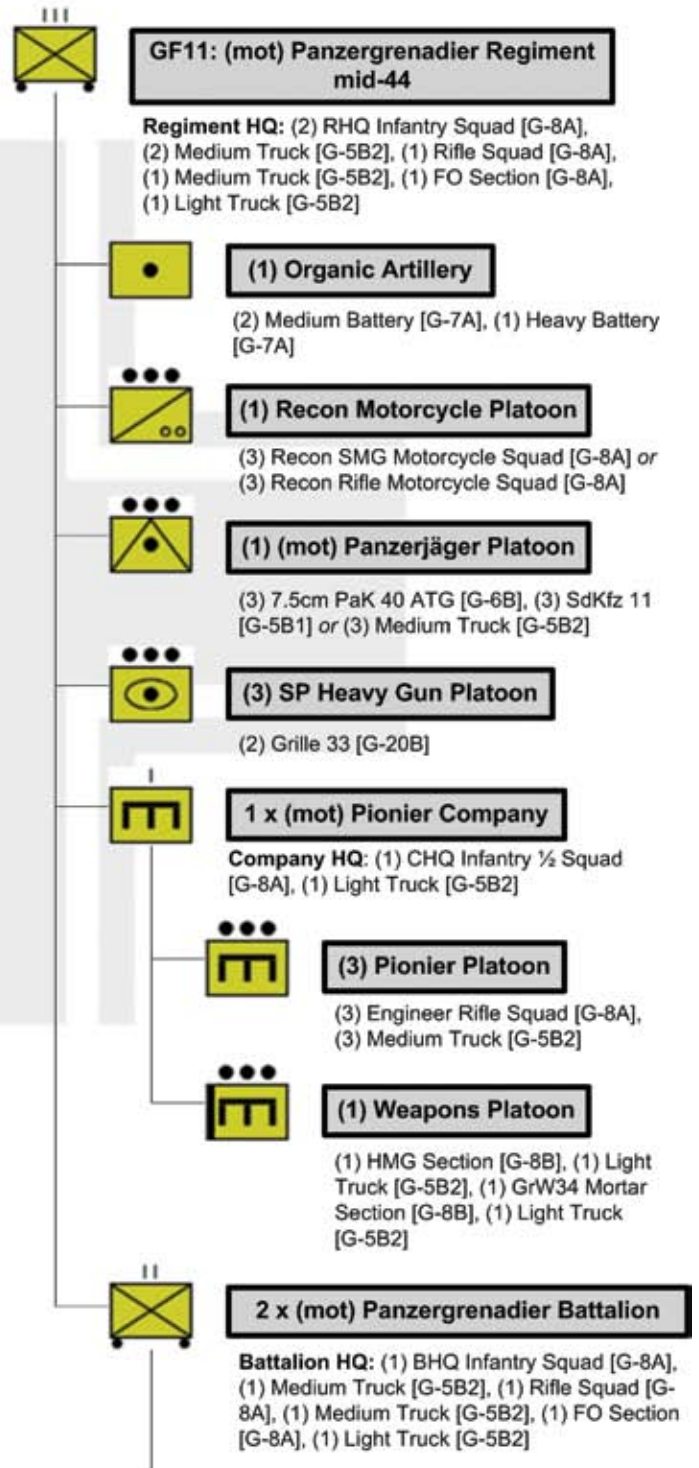 GF11: (mot) Panzergrenadier Regiment
mid-44
Regiment HQ: (2) RHQ Infantry Squad [G-8A],
(2) Medium Truck [G-5B2], (1) Rifle Squad [G-8A],
(1) Medium Truck [G-5B2], (1) FO Section [G-8A],
(1) Light Truck [G-5B2]
(1) Organic Artillery
(2) Medium Battery [G-7A], (1) Heavy Battery
[G-7A]
(1) Recon Motorcycle Platoon
(3) Recon SMG Motorcycle Squad [G-8A] or
(3) Recon Rifle Motorcycle Squad [G-8A]
(1) (mot) Panzerjäger Platoon
(3) 7.5cm PaK 40 ATG [G-6B], (3) SdKfz 11
[G-5B1] or (3) Medium Truck [G-5B2]
(3) SP Heavy Gun Platoon
(2) Grille 33 [G-20B]
1 x (mot) Pionier Company
Company HQ: (1) CHQ Infantry ½ Squad
[G-8A], (1) Light Truck [G-5B2]
(3) Pionier Platoon
(3) Engineer Rifle Squad [G-8A],
(3) Medium Truck [G-5B2]
(1) Weapons Platoon
(1) HMG Section [G-8B], (1) Light
Truck [G-5B2], (1) GrW34 Mortar
Section [G-8B], (1) Light Truck
[G-5B2]
2 x (mot) Panzergrenadier Battalion
Battalion HQ: (1) BHQ Infantry Squad [G-8A],
(1) Medium Truck [G-5B2], (1) Rifle Squad [G-
8A], (1) Medium Truck [G-5B2], (1) FO Section
[G-8A], (1) Light Truck [G-5B2]